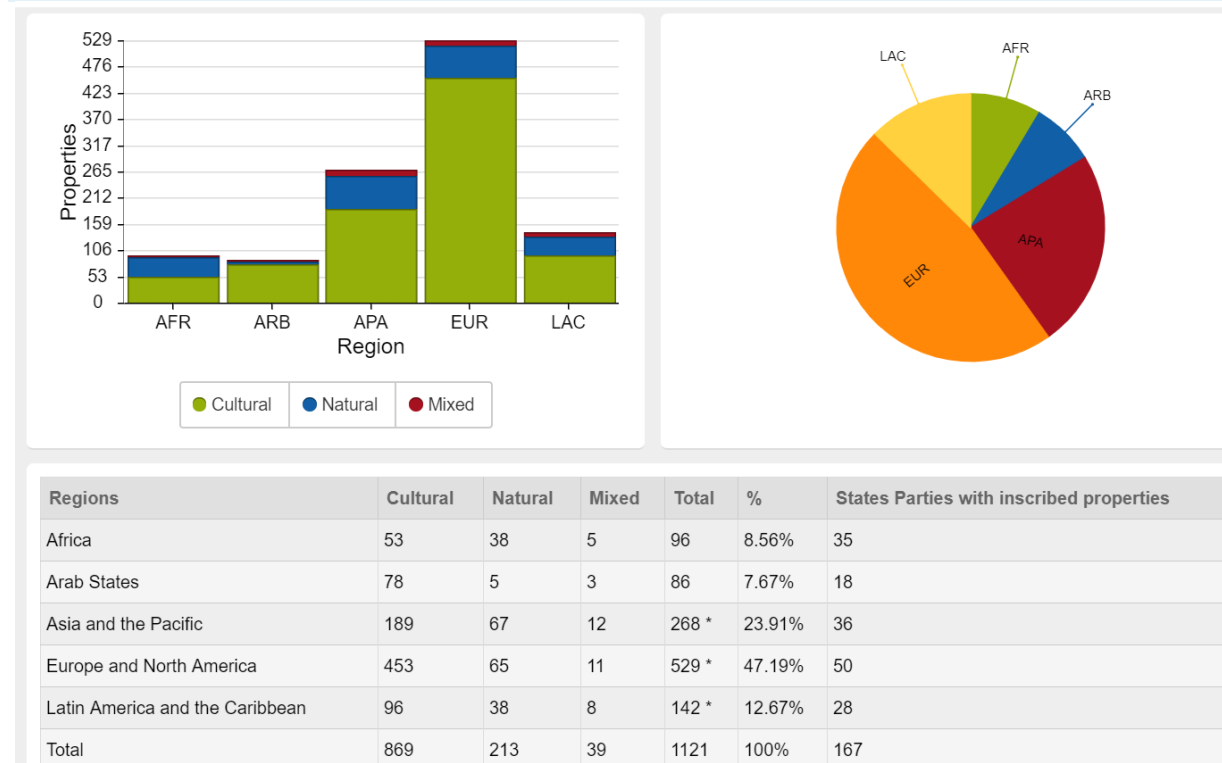 529
476
423
370
317
265
212
159
106
53
0
Properties
AFR ARB APA EUR LAC
Region
Cultural Natural Mixed
LAC
AFR
ARB
APA
EUR
Regions Cultural Natural Mixed Total % States Parties with inscribed properties
Africa 53 38 5 96 8.56% 35
Arab States 78 5 3 86 7.67% 18
Asia and the Pacific 189 67 12 268 * 23.91% 36
Europe and North America 453 65 11 529 * 47.19% 50
Latin America and the Caribbean 96 38 8 142 * 12.67% 28
Total 869 213 39 1121 100% 167